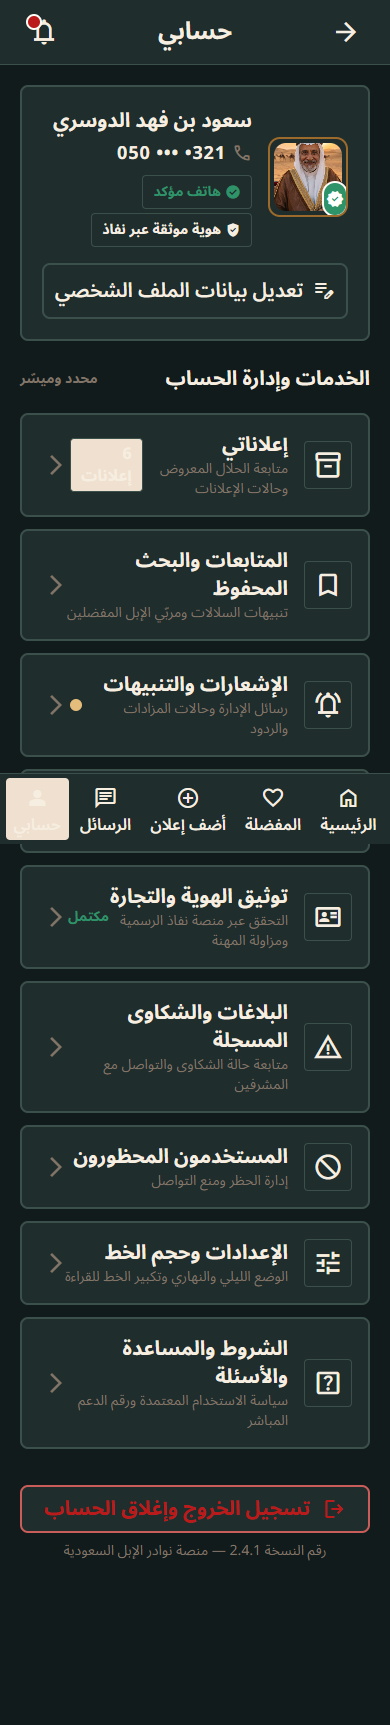 حسابي
سعود بن فهد الدوسري
050 ••• •321
هاتف مؤكد
هوية موثقة عبر نفاذ
تعديل بيانات الملف الشخصي
الخدمات وإدارة الحساب
محدد وميسّر
إعلاناتي
متابعة الحلال المعروض
وحالات الإعلانات
6
إعلانات
المتابعات والبحث
المحفوظ
تنبيهات السلالات ومربّي الإبل المفضلين
الإشعارات والتنبيهات
رسائل الإدارة وحالات المزادات
والردود
الرئيسية
المفضلة
أضف إعلان
الرسائل
حسابي
توثيق الهوية والتجارة
التحقق عبر منصة نفاذ الرسمية
ومزاولة المهنة
مكتمل
البلاغات والشكاوى
المسجلة
متابعة حالة الشكاوى والتواصل مع
المشرفين
المستخدمون المحظورون
إدارة الحظر ومنع التواصل
الإعدادات وحجم الخط
الوضع الليلي والنهاري وتكبير الخط للقراءة
الشروط والمساعدة
والأسئلة
سياسة الاستخدام المعتمدة ورقم الدعم
المباشر
تسجيل الخروج وإغلاق الحساب
رقم النسخة 2.4.1 — منصة نوادر الإبل السعودية